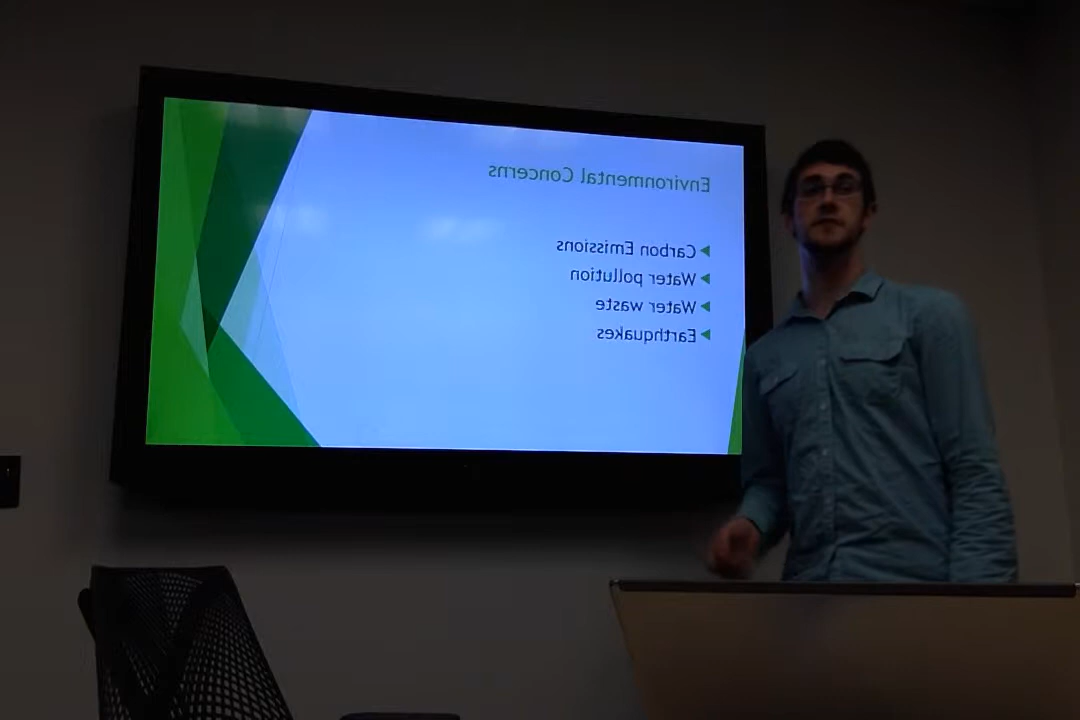 Environmental Concerns
Carbon Emissions
Water pollution
Water waste
Earthquakes